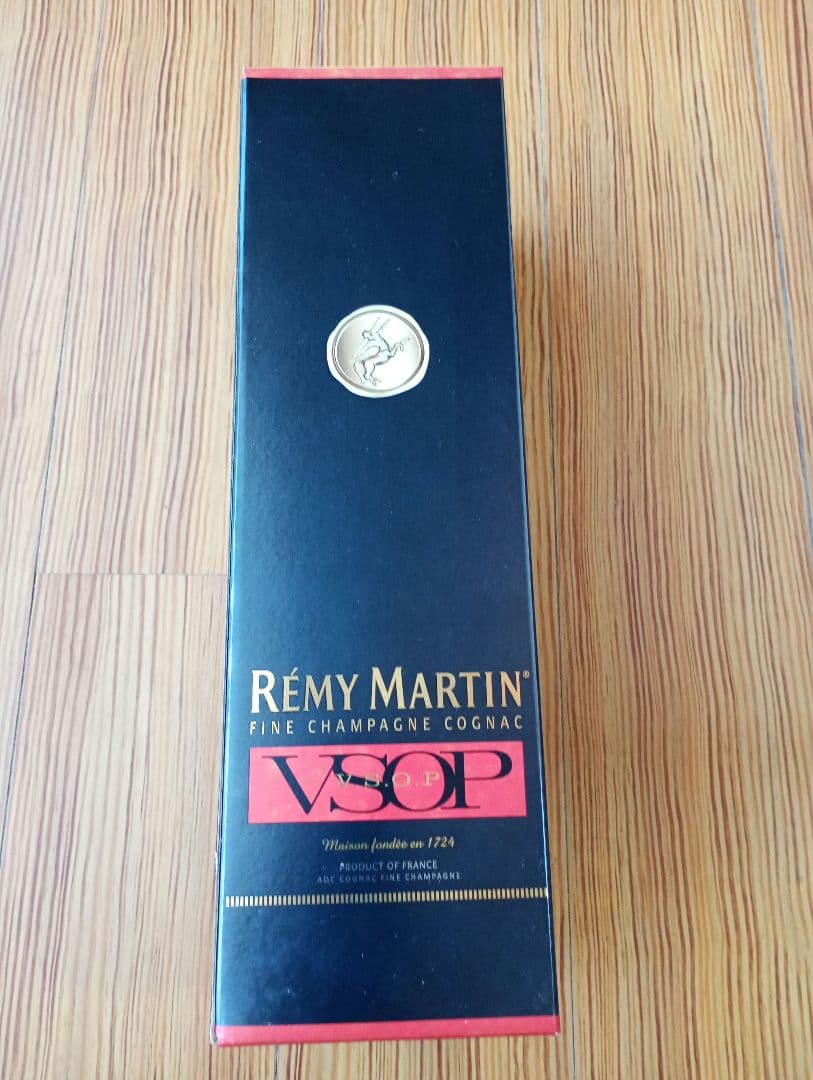 RÉMY MARTIN®
FINE CHAMPAGNE COGNAC
VSOP
V.S.O.P
Maison fondée en 1724
PRODUCT OF FRANCE
AOC COGNAC FINE CHAMPAGNE